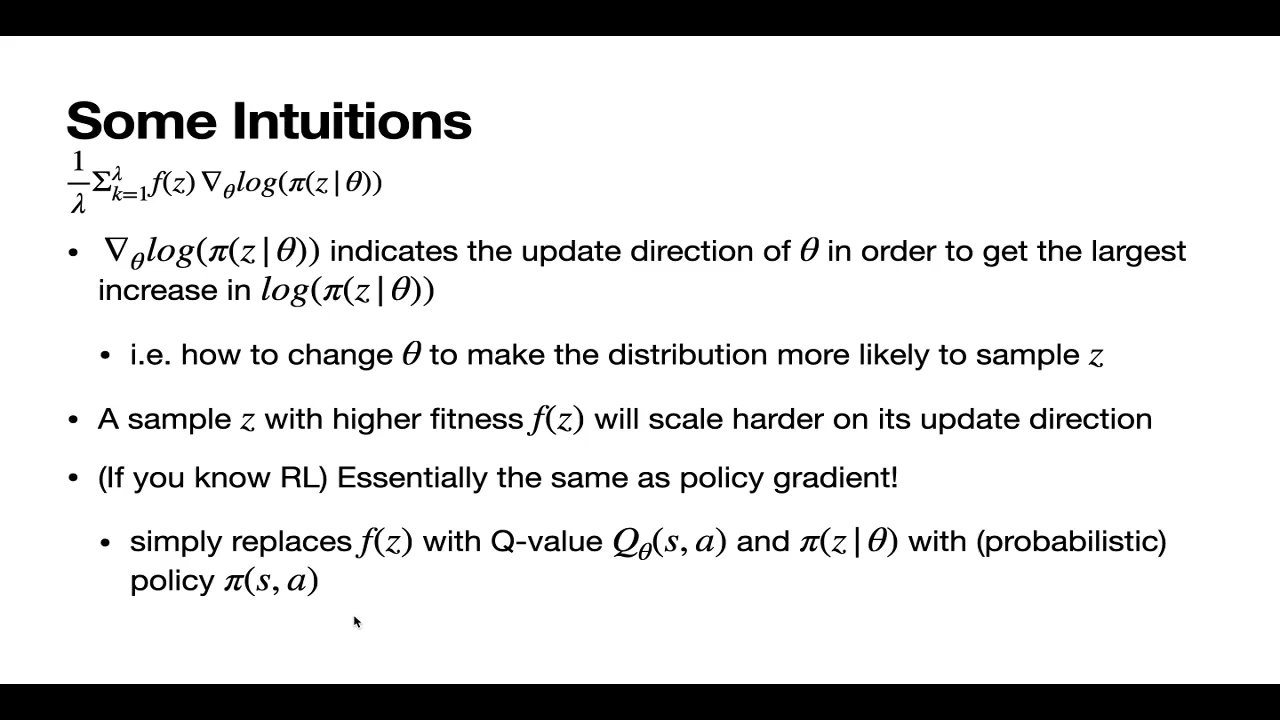 Some Intuitions
1/λ Σ_{k=1}^{λ} f(z) ∇_θ log(π(z|θ))
• ∇_θ log(π(z|θ)) indicates the update direction of θ in order to get the largest
increase in log(π(z|θ))
• i.e. how to change θ to make the distribution more likely to sample z
• A sample z with higher fitness f(z) will scale harder on its update direction
• (If you know RL) Essentially the same as policy gradient!
• simply replaces f(z) with Q-value Q_θ(s, a) and π(z|θ) with (probabilistic)
policy π(s, a)